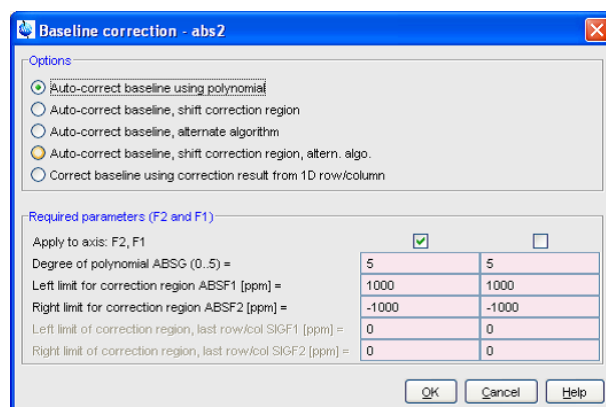 Baseline correction - abs2
Options
Auto-correct baseline using polynomial
Auto-correct baseline, shift correction region
Auto-correct baseline, alternate algorithm
Auto-correct baseline, shift correction region, altern. algo.
Correct baseline using correction result from 1D row/column
Required parameters (F2 and F1)
Apply to axis: F2, F1
Degree of polynomial ABSG (0..5) = 5 5
Left limit for correction region ABSF1 [ppm] = 1000 1000
Right limit for correction region ABSF2 [ppm] = -1000 -1000
Left limit of correction region, last row/col SIGF1 [ppm] = 0 0
Right limit of correction region, last row/col SIGF2 [ppm] = 0 0
OK Cancel Help